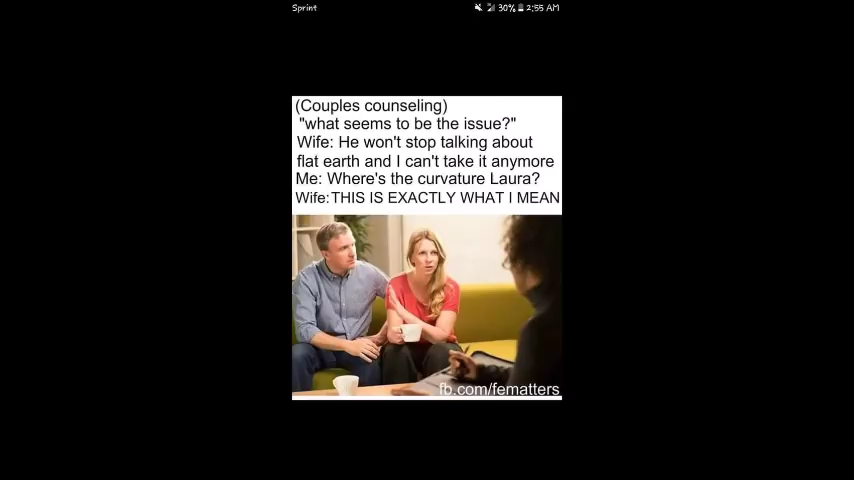 Sprint 30% 2:55 AM
(Couples counseling)
"what seems to be the issue?"
Wife: He won't stop talking about
flat earth and I can't take it anymore
Me: Where's the curvature Laura?
Wife: THIS IS EXACTLY WHAT I MEAN
fb.com/fematters